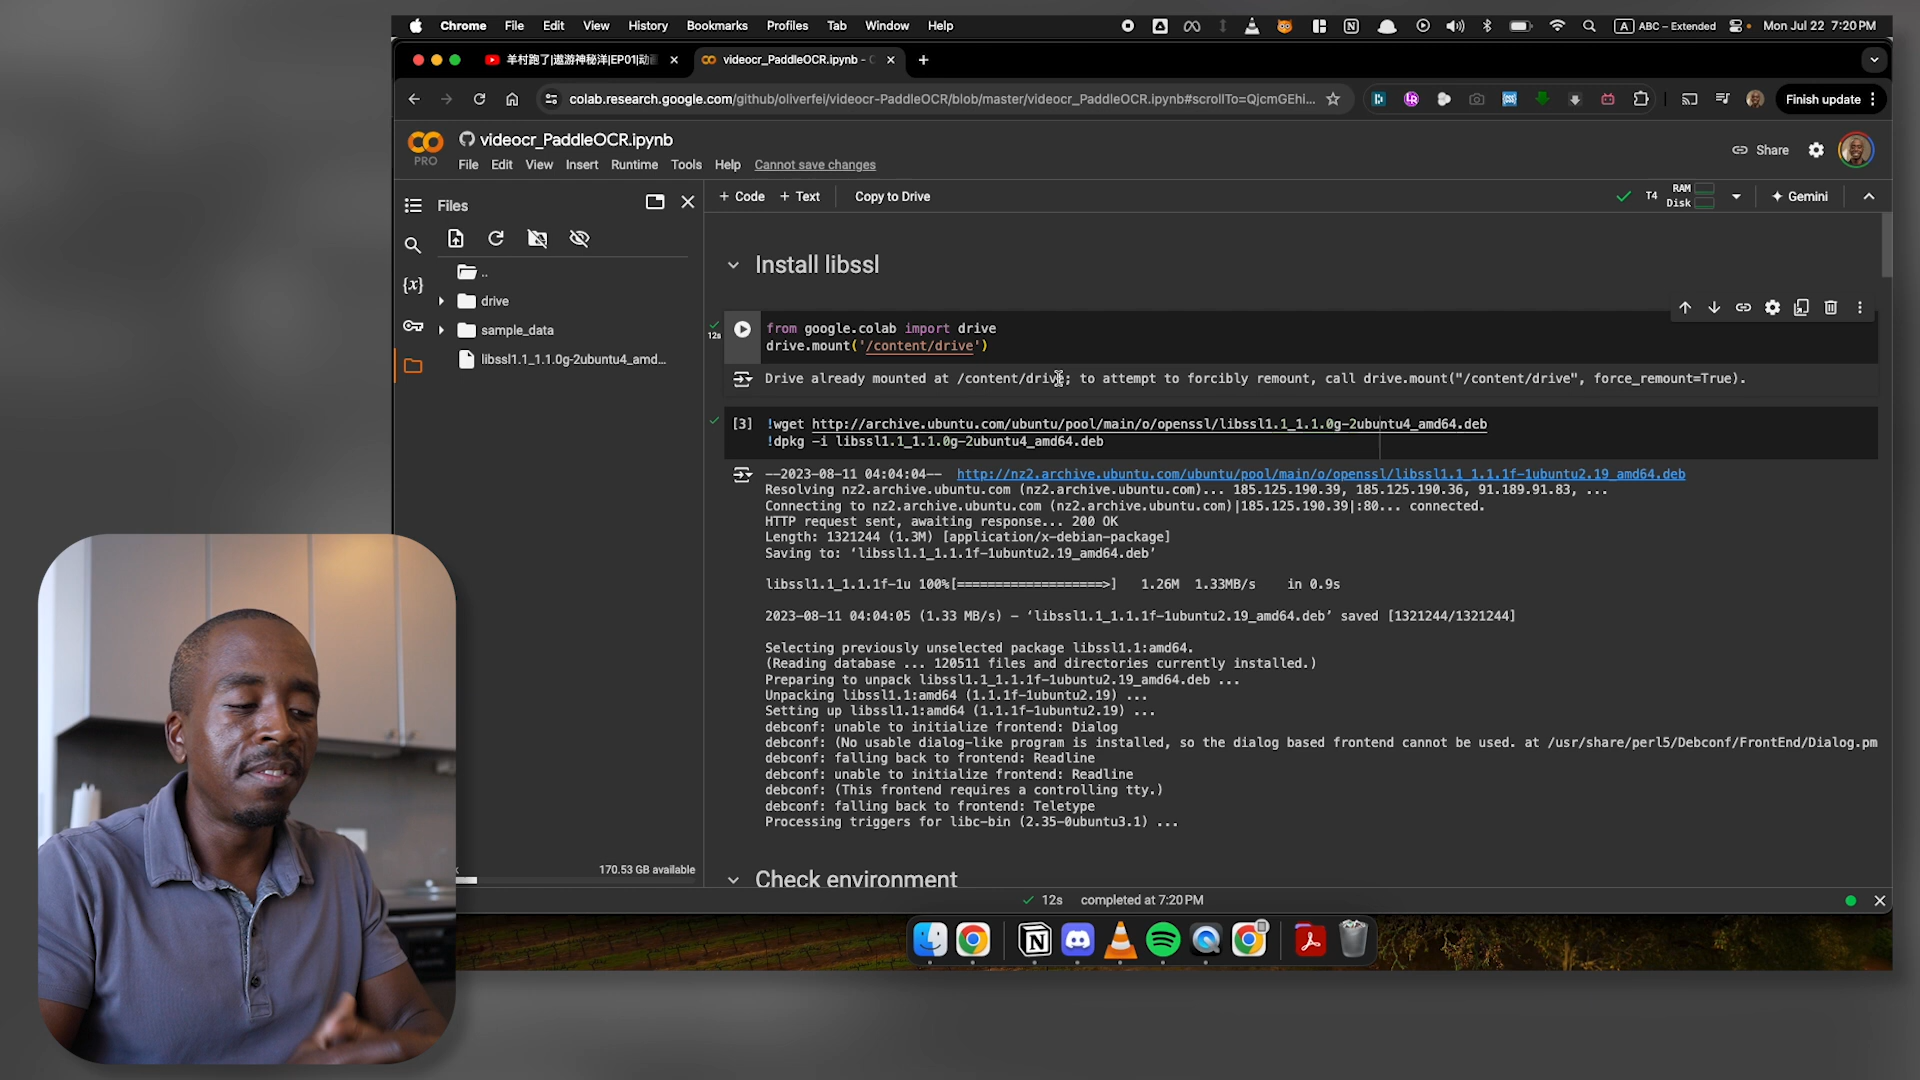 Chrome File Edit View History Bookmarks Profiles Tab Window Help
A ABC – Extended Mon Jul 22 7:20 PM
羊村跑了|遨游神秘洋|EP01|动
videocr_PaddleOCR.ipynb - C
colab.research.google.com/github/oliverfei/videocr-PaddleOCR/blob/master/videocr_PaddleOCR.ipynb#scrollTo=QjcmGEhi...
Finish update
CO PRO
videocr_PaddleOCR.ipynb
File Edit View Insert Runtime Tools Help Cannot save changes
Share
Files
+ Code + Text Copy to Drive
T4 RAM Disk Gemini
..
drive
sample_data
libssl1.1_1.1.0g-2ubuntu4_amd...
170.53 GB available
Install libssl
12s
from google.colab import drive
drive.mount('/content/drive')
Drive already mounted at /content/drive; to attempt to forcibly remount, call drive.mount("/content/drive", force_remount=True).
[3] !wget http://archive.ubuntu.com/ubuntu/pool/main/o/openssl/libssl1.1_1.1.0g-2ubuntu4_amd64.deb
!dpkg -i libssl1.1_1.1.0g-2ubuntu4_amd64.deb
--2023-08-11 04:04:04-- http://nz2.archive.ubuntu.com/ubuntu/pool/main/o/openssl/libssl1.1_1.1.1f-1ubuntu2.19_amd64.deb
Resolving nz2.archive.ubuntu.com (nz2.archive.ubuntu.com)... 185.125.190.39, 185.125.190.36, 91.189.91.83, ...
Connecting to nz2.archive.ubuntu.com (nz2.archive.ubuntu.com)|185.125.190.39|:80... connected.
HTTP request sent, awaiting response... 200 OK
Length: 1321244 (1.3M) [application/x-debian-package]
Saving to: ‘libssl1.1_1.1.1f-1ubuntu2.19_amd64.deb’
libssl1.1_1.1.1f-1u 100%[===================>] 1.26M 1.33MB/s in 0.9s
2023-08-11 04:04:05 (1.33 MB/s) - ‘libssl1.1_1.1.1f-1ubuntu2.19_amd64.deb’ saved [1321244/1321244]
Selecting previously unselected package libssl1.1:amd64.
(Reading database ... 120511 files and directories currently installed.)
Preparing to unpack libssl1.1_1.1.1f-1ubuntu2.19_amd64.deb ...
Unpacking libssl1.1:amd64 (1.1.1f-1ubuntu2.19) ...
Setting up libssl1.1:amd64 (1.1.1f-1ubuntu2.19) ...
debconf: unable to initialize frontend: Dialog
debconf: (No usable dialog-like program is installed, so the dialog based frontend cannot be used. at /usr/share/perl5/Debconf/FrontEnd/Dialog.pm
debconf: falling back to frontend: Readline
debconf: unable to initialize frontend: Readline
debconf: (This frontend requires a controlling tty.)
debconf: falling back to frontend: Teletype
Processing triggers for libc-bin (2.35-0ubuntu3.1) ...
Check environment
12s completed at 7:20 PM